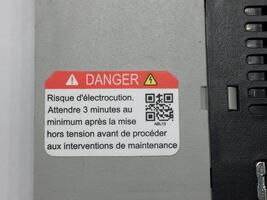 DANGER
Risque d'électrocution.
Attendre 3 minutes au
minimum après la mise
hors tension avant de procéder
aux interventions de maintenance
ABL13